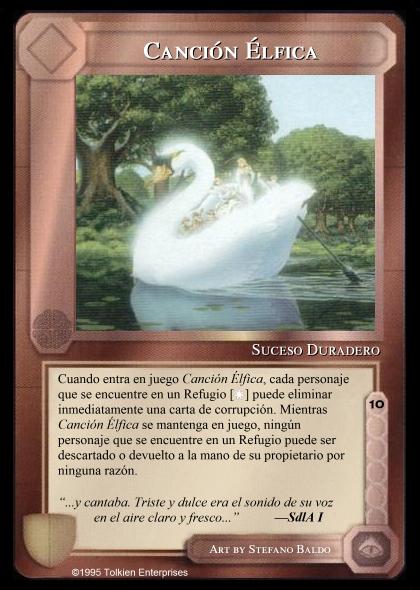 Canción Élfica
Suceso Duradero
Cuando entra en juego Canción Élfica, cada personaje
que se encuentre en un Refugio [☀] puede eliminar
inmediatamente una carta de corrupción. Mientras
Canción Élfica se mantenga en juego, ningún
personaje que se encuentre en un Refugio puede ser
descartado o devuelto a la mano de su propietario por
ninguna razón.
10
“...y cantaba. Triste y dulce era el sonido de su voz
en el aire claro y fresco...” —SdlA I
Art by Stefano Baldo
©1995 Tolkien Enterprises